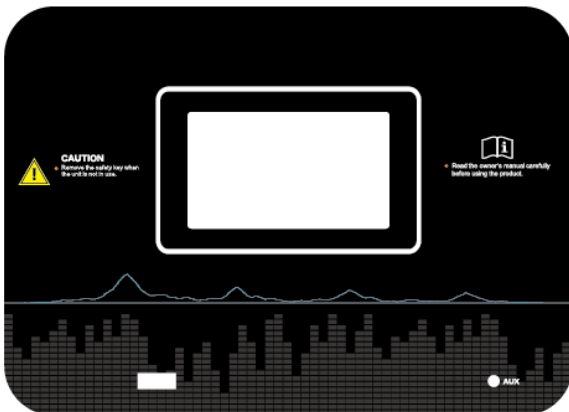 CAUTION
• Remove the safety key when
the unit is not in use.
i
• Read the owner's manual carefully
before using the product.
AUX